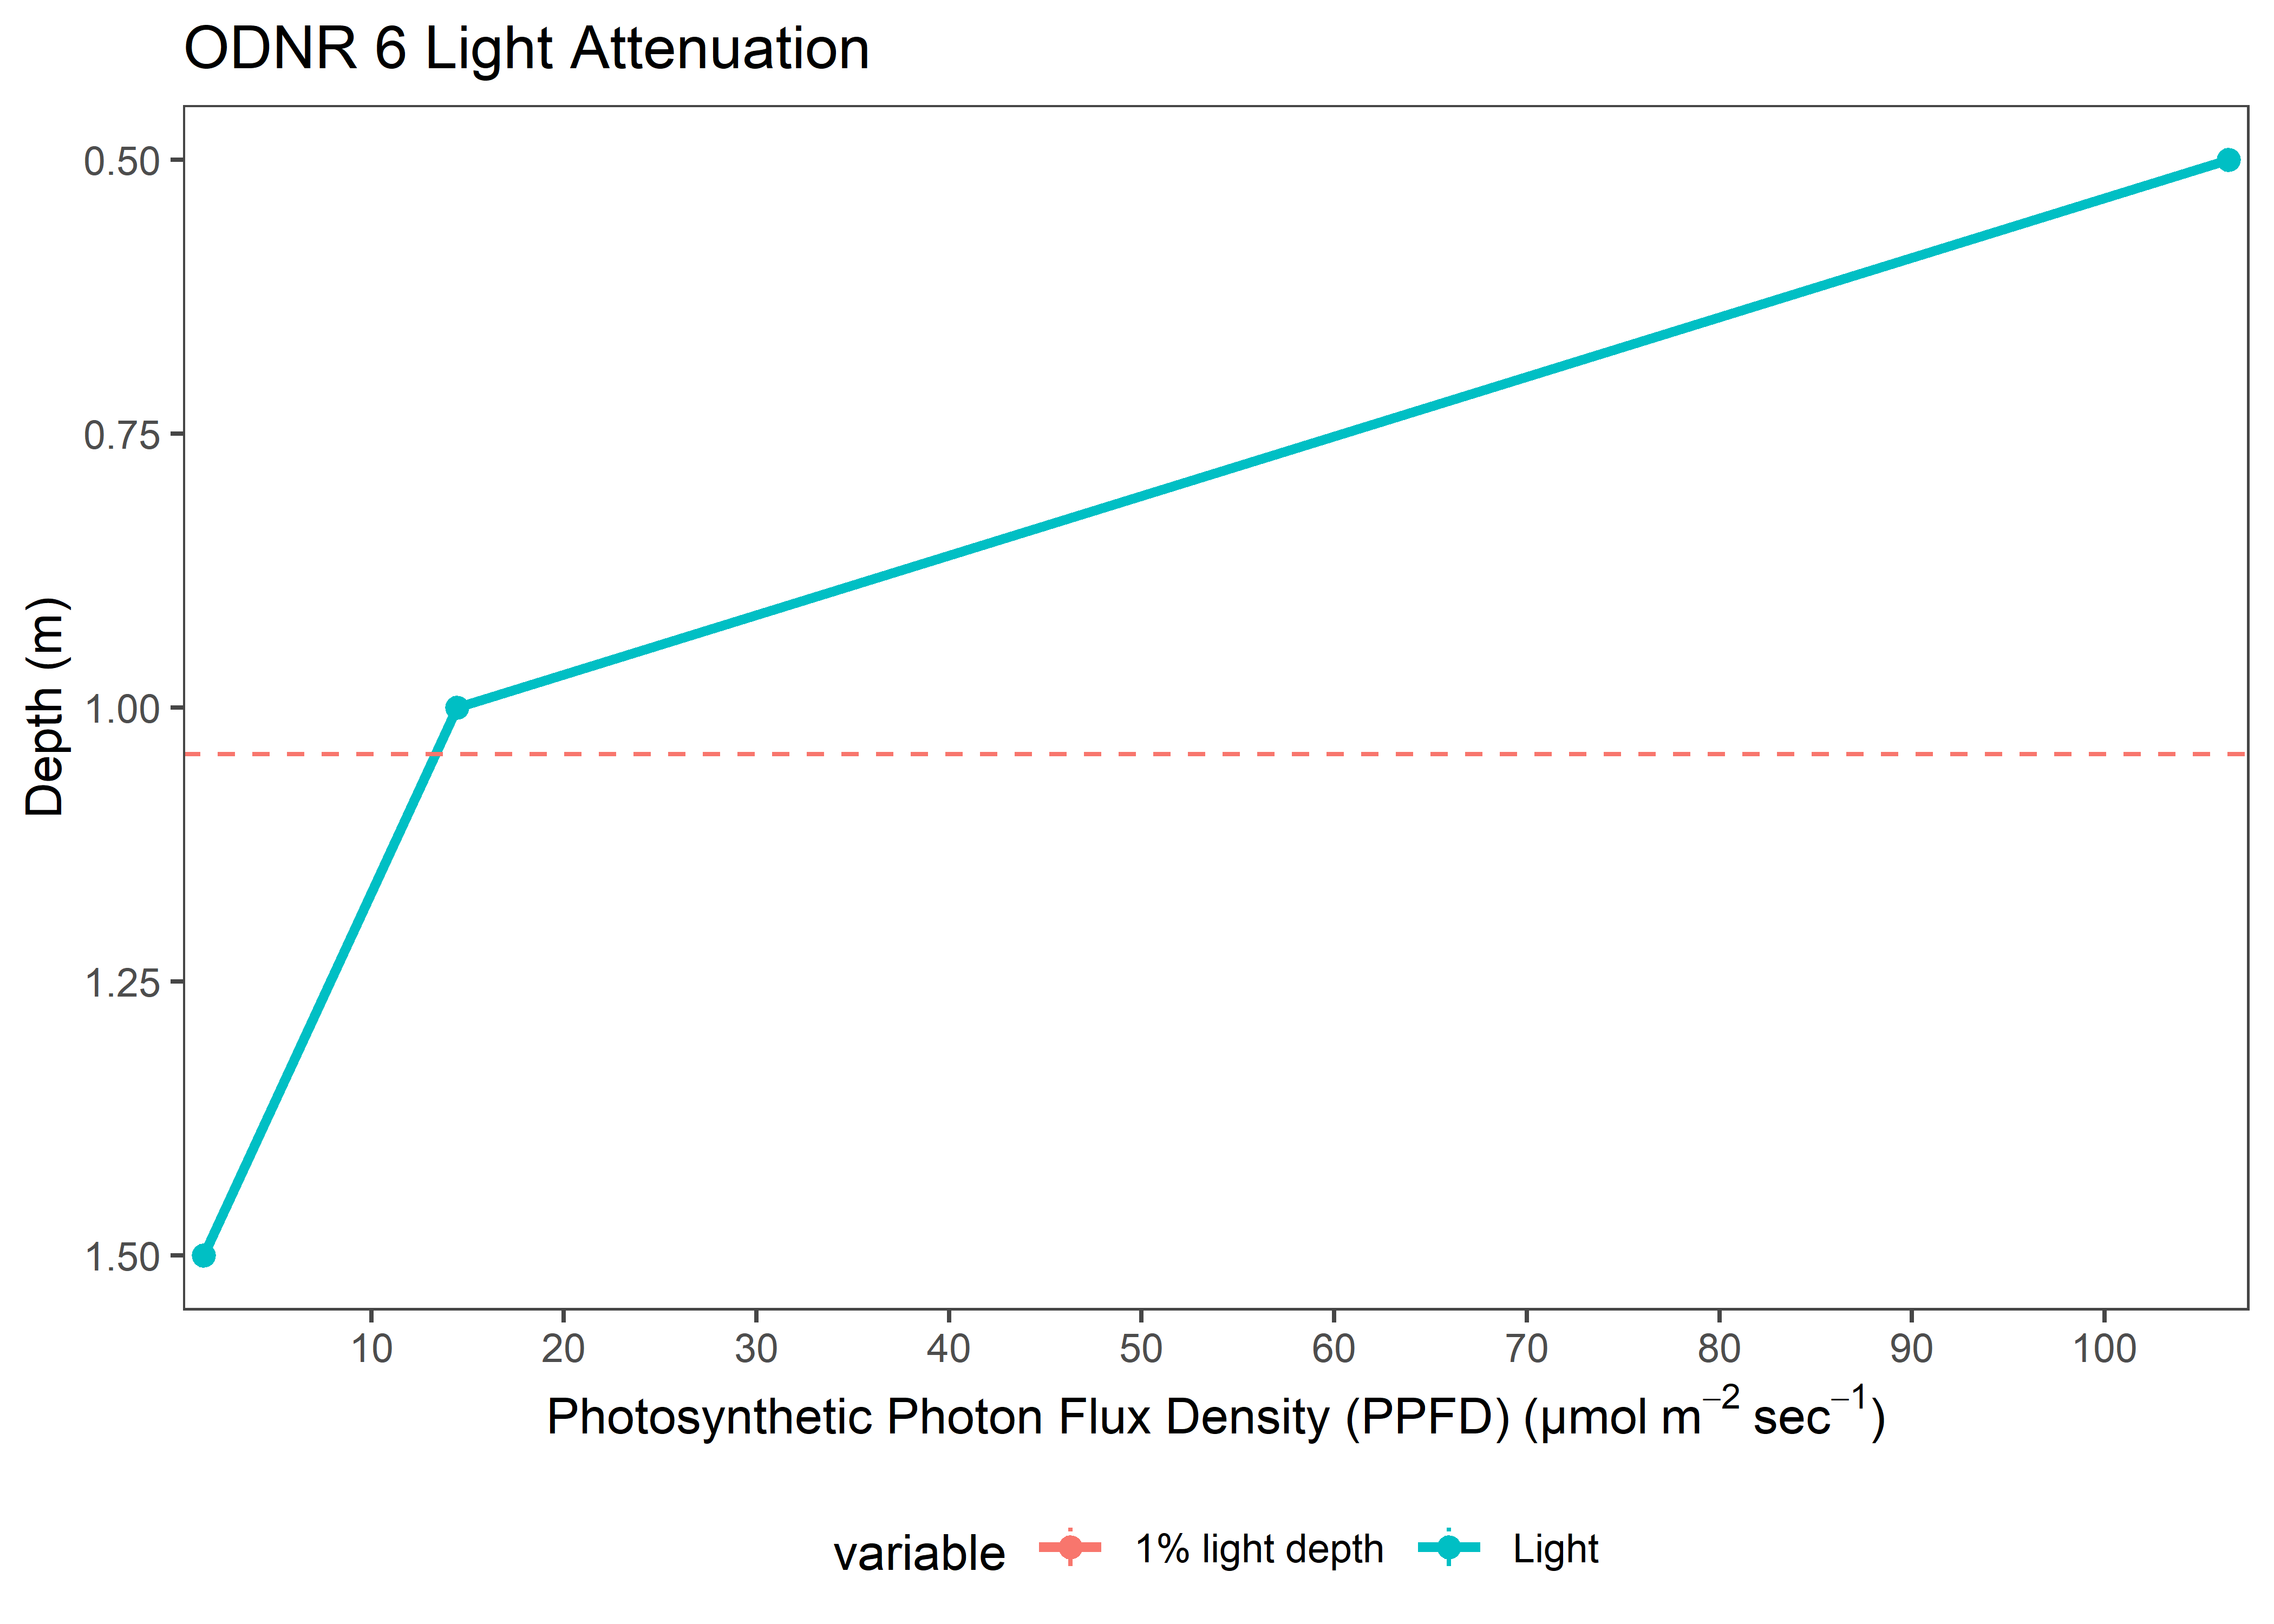 ODNR 6 Light Attenuation
0.50
0.75
1.00
1.25
1.50
Depth (m)
10 20 30 40 50 60 70 80 90 100
Photosynthetic Photon Flux Density (PPFD) (µmol m⁻² sec⁻¹)
variable 1% light depth Light